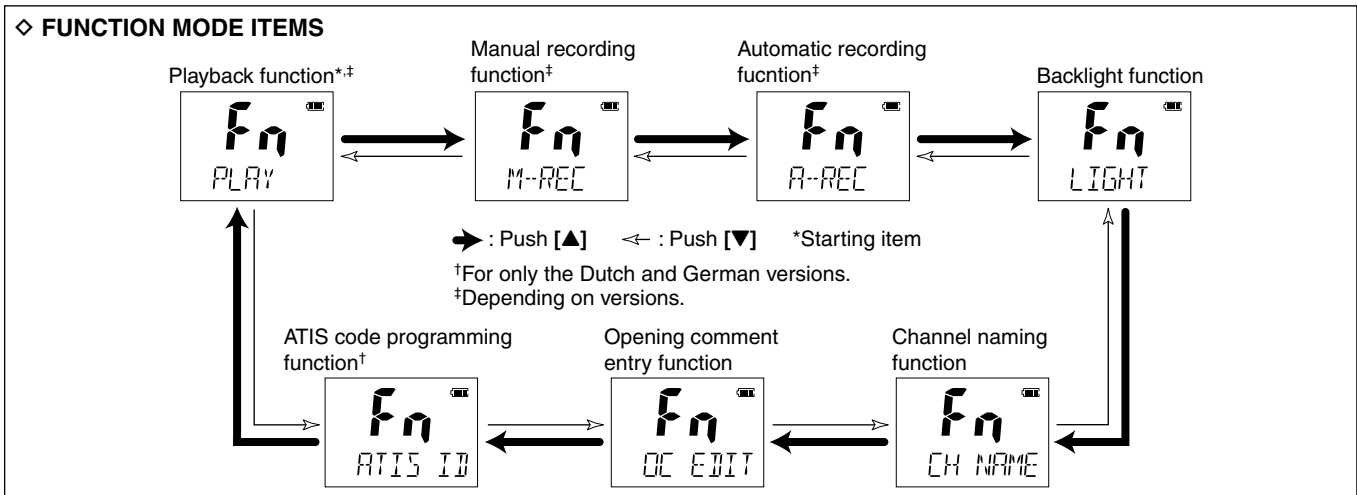 ◇ FUNCTION MODE ITEMS
Playback function*,‡
Manual recording
function‡
Automatic recording
fucntion‡
Backlight function
Fn
PLAY
Fn
M-REC
Fn
A-REC
Fn
LIGHT
➔ : Push [▲] ⤆ : Push [▼] *Starting item
†For only the Dutch and German versions.
‡Depending on versions.
ATIS code programming
function†
Opening comment
entry function
Channel naming
function
Fn
ATIS ID
Fn
OC EDIT
Fn
CH NAME